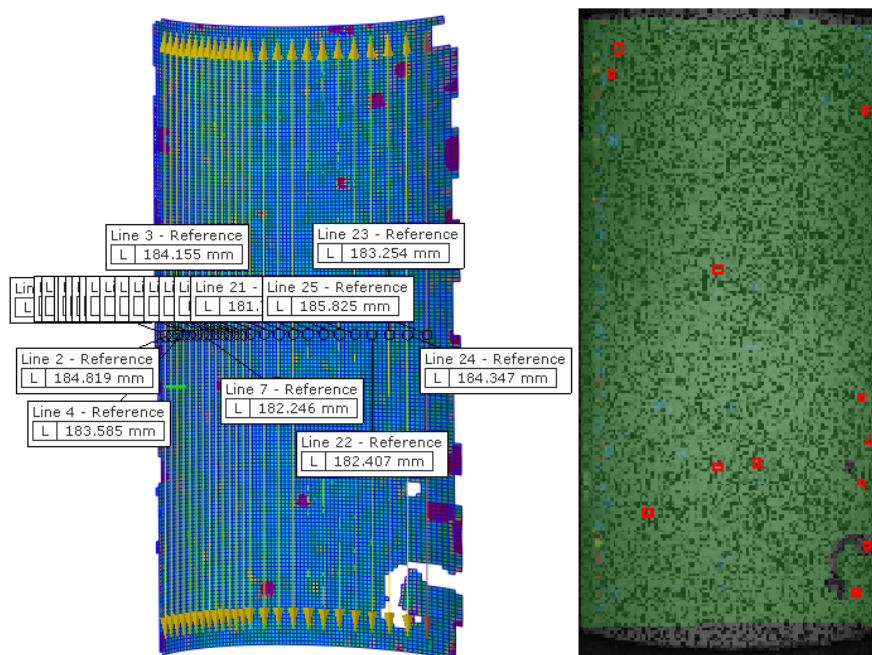 Line 3 - Reference
L 184.155 mm
Line 23 - Reference
L 183.254 mm
Line 21 -
L 181.
Line 25 - Reference
L 185.825 mm
Line 2 - Reference
L 184.819 mm
Line 24 - Reference
L 184.347 mm
Line 7 - Reference
L 182.246 mm
Line 4 - Reference
L 183.585 mm
Line 22 - Reference
L 182.407 mm